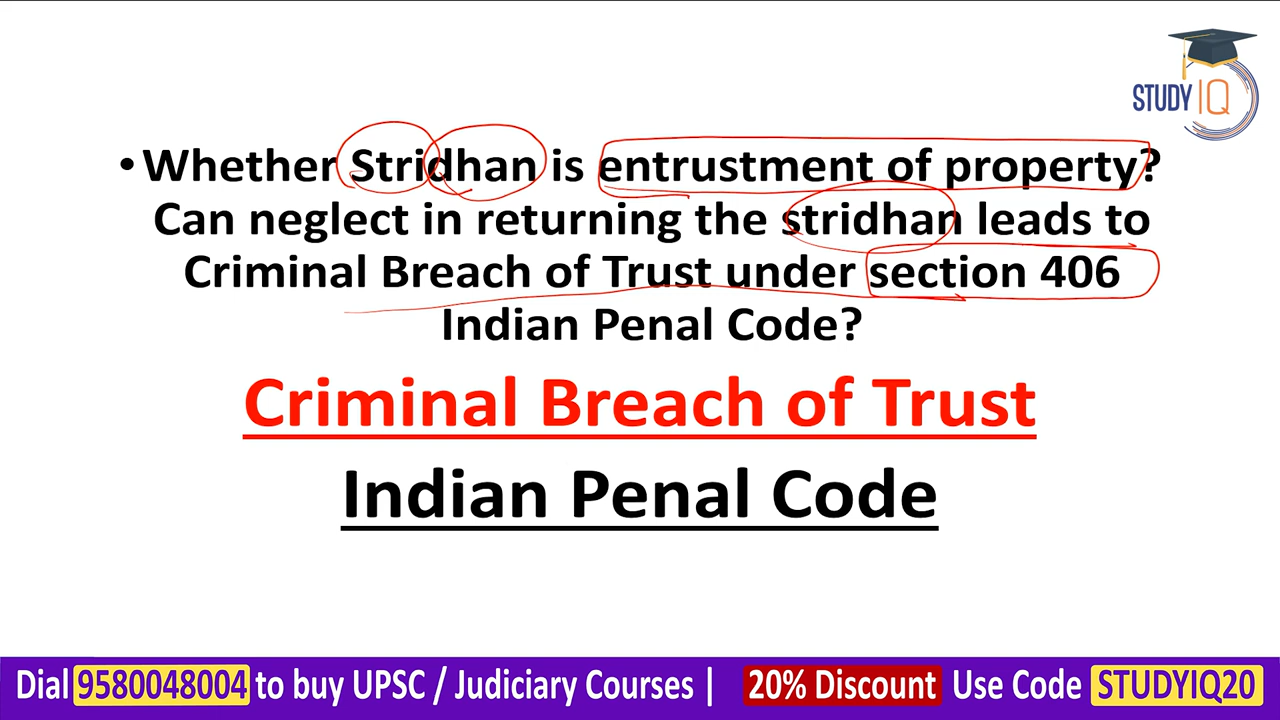 STUDY IQ
• Whether Stridhan is entrustment of property?
Can neglect in returning the stridhan leads to
Criminal Breach of Trust under section 406
Indian Penal Code?
Criminal Breach of Trust
Indian Penal Code
Dial 9580048004 to buy UPSC / Judiciary Courses | 20% Discount Use Code STUDYIQ20